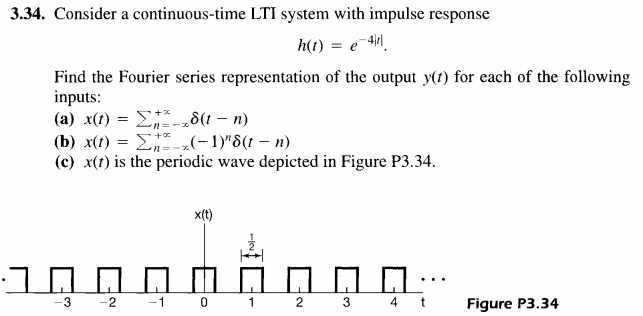 3.34. Consider a continuous-time LTI system with impulse response
h(t) = e^{-4|t|}.
Find the Fourier series representation of the output y(t) for each of the following
inputs:
(a) x(t) = ∑_{n=-∞}^{+∞} δ(t − n)
(b) x(t) = ∑_{n=-∞}^{+∞} (−1)^n δ(t − n)
(c) x(t) is the periodic wave depicted in Figure P3.34.
x(t)
1/2
. ...
−3 −2 −1 0 1 2 3 4 t Figure P3.34